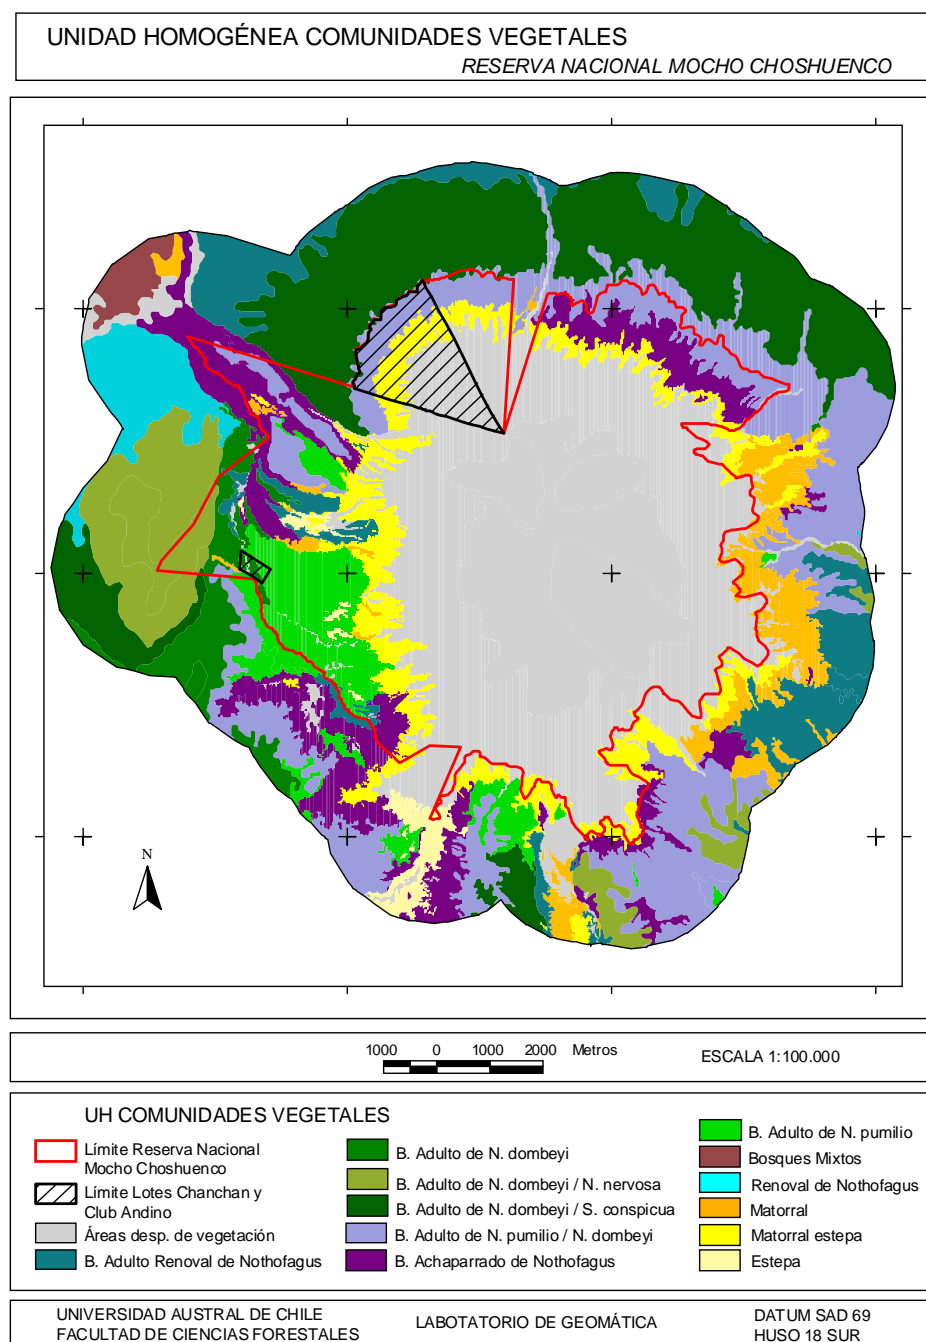 UNIDAD HOMOGÉNEA COMUNIDADES VEGETALES
RESERVA NACIONAL MOCHO CHOSHUENCO
N
1000 0 1000 2000 Metros
ESCALA 1:100.000
UH COMUNIDADES VEGETALES
Límite Reserva Nacional
Mocho Choshuenco
Límite Lotes Chanchan y
Club Andino
Áreas desp. de vegetación
B. Adulto Renoval de Nothofagus
B. Adulto de N. dombeyi
B. Adulto de N. dombeyi / N. nervosa
B. Adulto de N. dombeyi / S. conspicua
B. Adulto de N. pumilio / N. dombeyi
B. Achaparrado de Nothofagus
B. Adulto de N. pumilio
Bosques Mixtos
Renoval de Nothofagus
Matorral
Matorral estepa
Estepa
UNIVERSIDAD AUSTRAL DE CHILE
FACULTAD DE CIENCIAS FORESTALES
LABOTATORIO DE GEOMÁTICA
DATUM SAD 69
HUSO 18 SUR